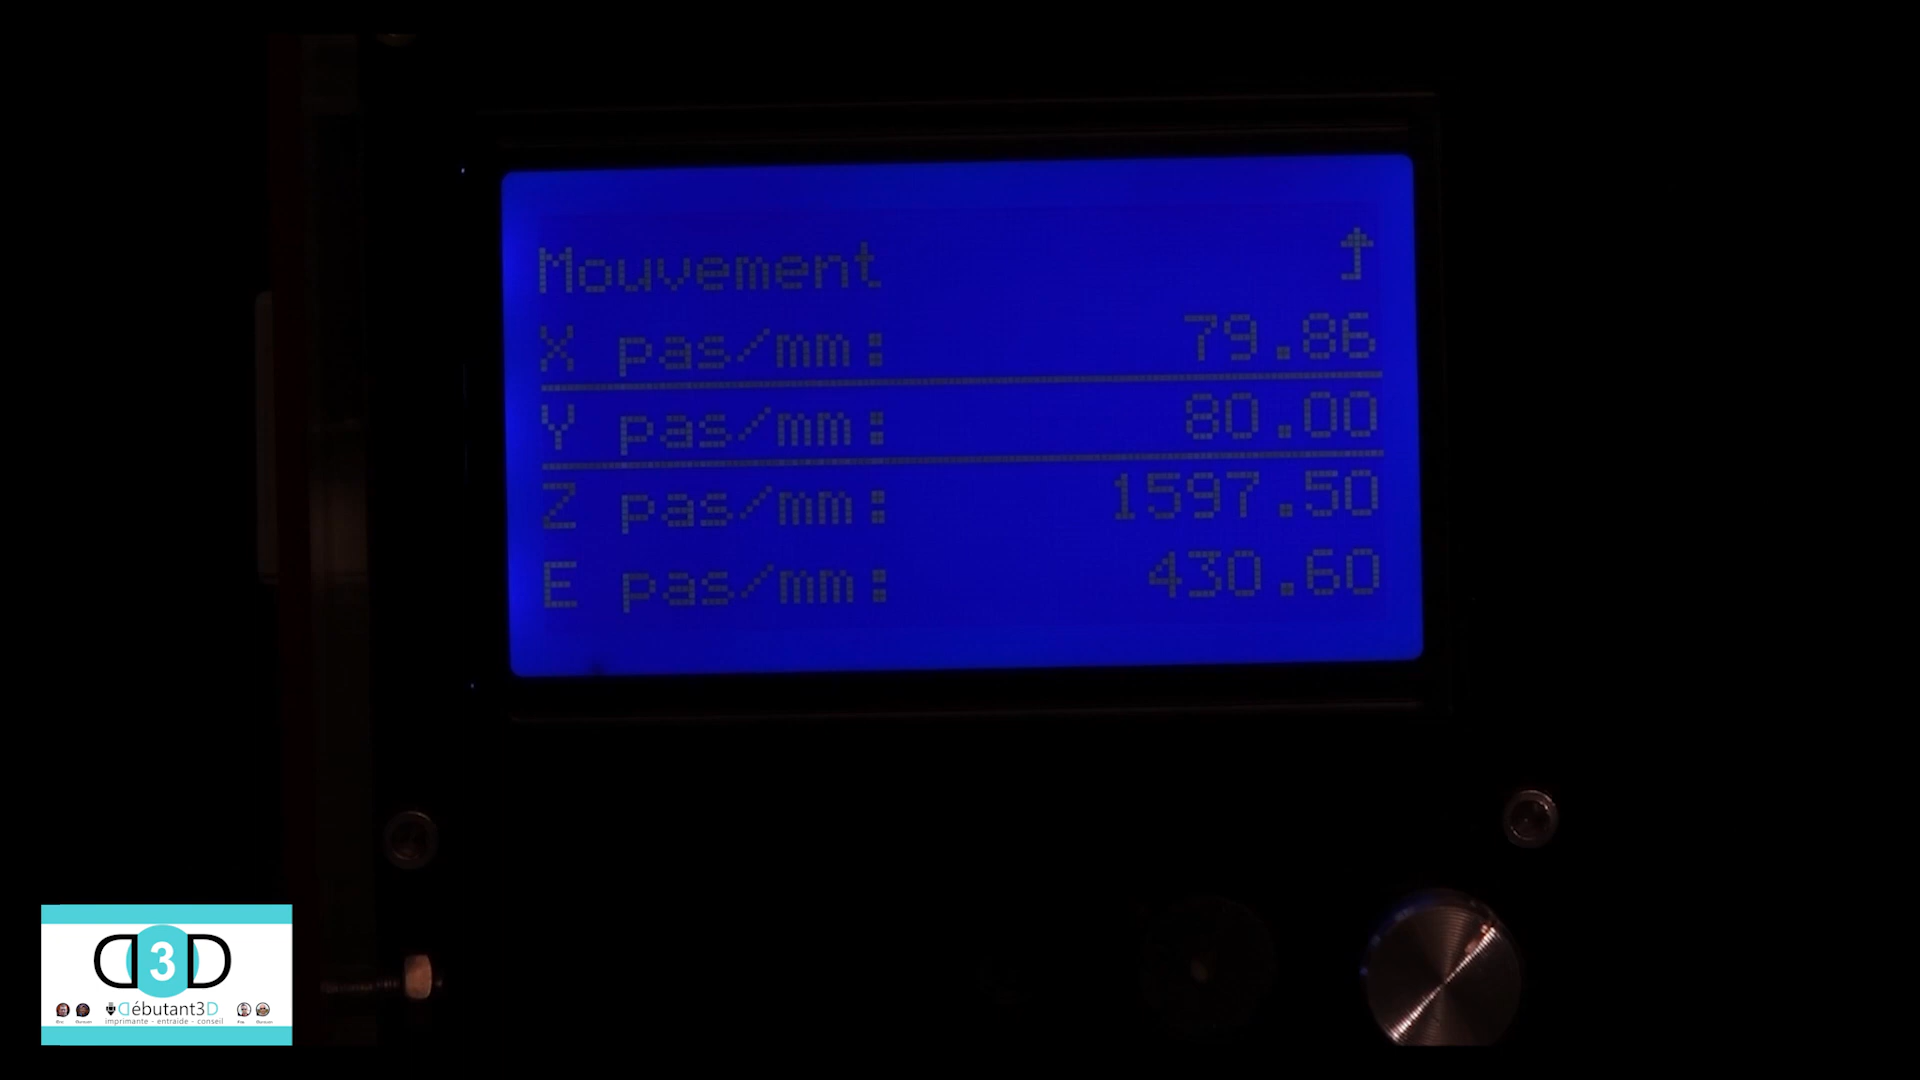 Mouvement
X pas/mm: 79.86
Y pas/mm: 80.00
Z pas/mm: 1597.50
E pas/mm: 430.60
D3D
Débutant3D
imprimante - entraide - conseil